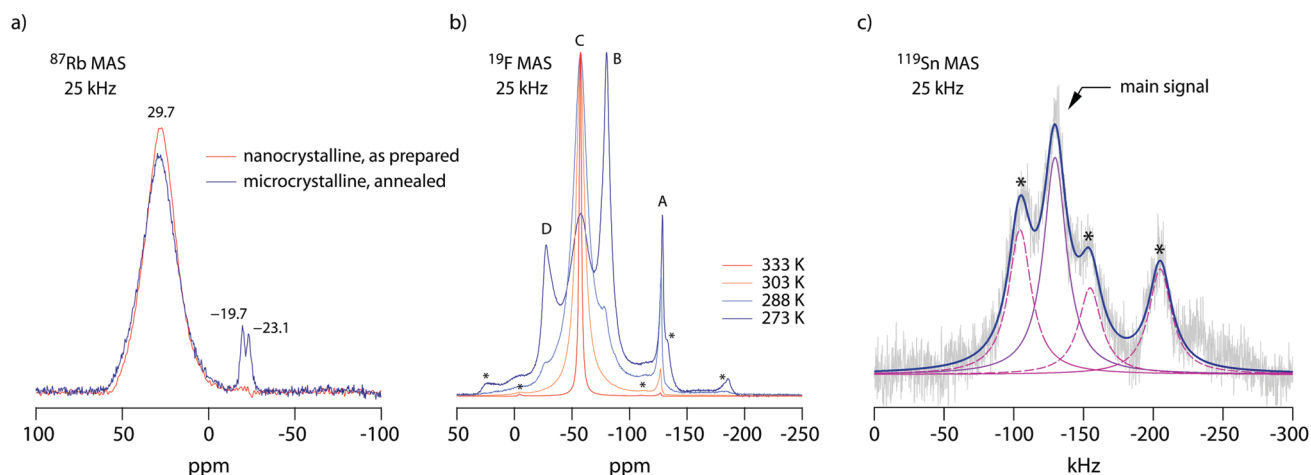 a)
⁸⁷Rb MAS
25 kHz
29.7
nanocrystalline, as prepared
microcrystalline, annealed
−19.7
−23.1
100 50 0 -50 -100
ppm
b)
¹⁹F MAS
25 kHz
C
B
A
D
333 K
303 K
288 K
273 K
* * * * *
50 0 -50 -100 -150 -200 -250
ppm
c)
¹¹⁹Sn MAS
25 kHz
main signal
* * *
0 -50 -100 -150 -200 -250 -300
kHz